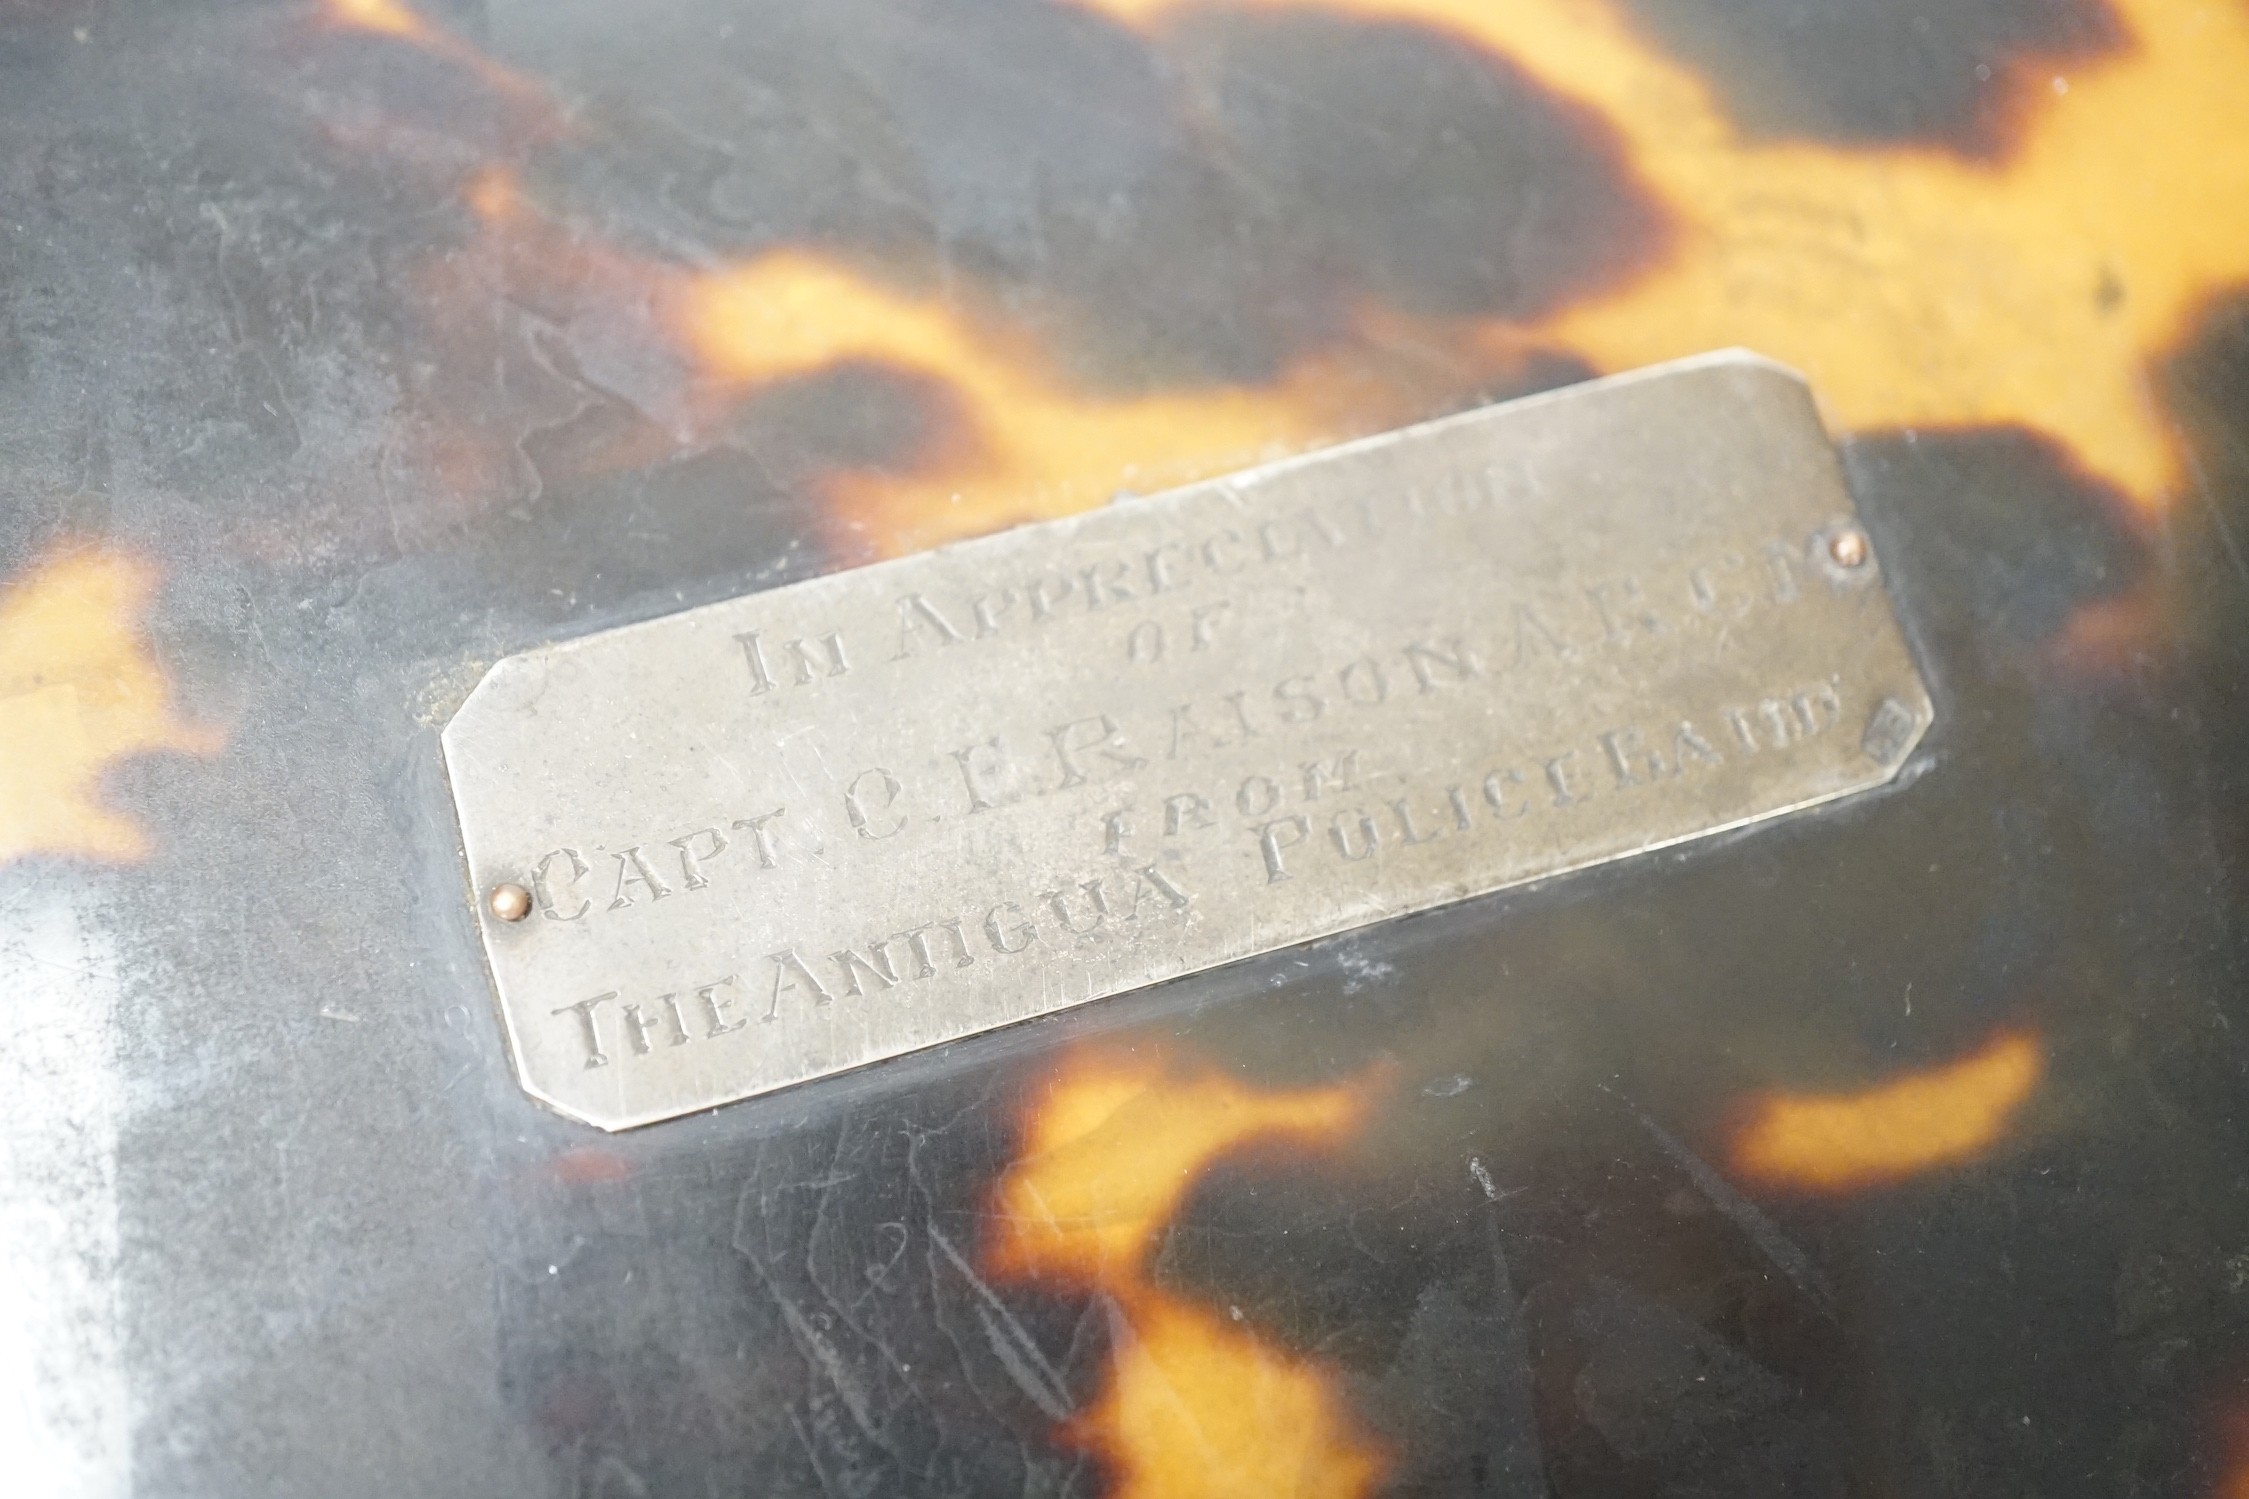 In Appreciation
of
Capt. C. E. Raison A.R.C.M
from
The Antigua Police Band